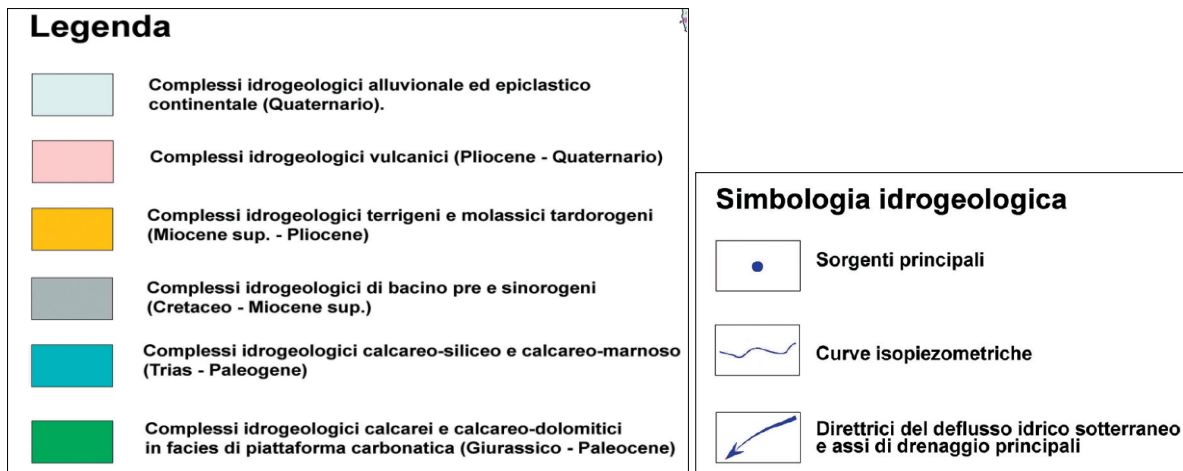 Legenda
Complessi idrogeologici alluvionale ed epiclastico
continentale (Quaternario).
Complessi idrogeologici vulcanici (Pliocene - Quaternario)
Complessi idrogeologici terrigeni e molassici tardorogeni
(Miocene sup. - Pliocene)
Complessi idrogeologici di bacino pre e sinorogeni
(Cretaceo - Miocene sup.)
Complessi idrogeologici calcareo-siliceo e calcareo-marnoso
(Trias - Paleogene)
Complessi idrogeologici calcarei e calcareo-dolomitici
in facies di piattaforma carbonatica (Giurassico - Paleocene)
Simbologia idrogeologica
Sorgenti principali
Curve isopiezometriche
Direttrici del deflusso idrico sotterraneo
e assi di drenaggio principali